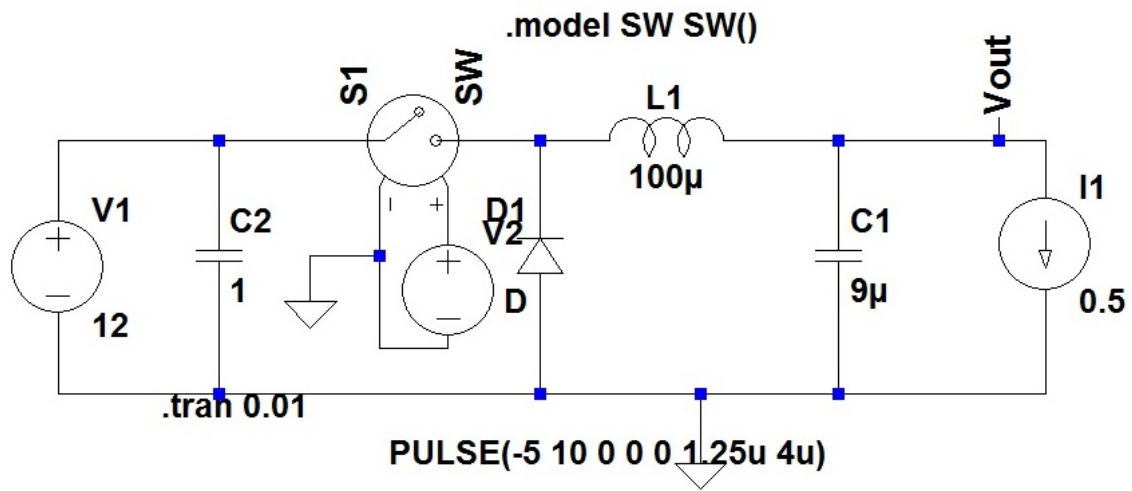 .model SW SW()
S1
SW
L1
Vout
100µ
V1
C2
D1
V2
C1
I1
+
-
12
1
D
9µ
0.5
.tran 0.01
PULSE(-5 10 0 0 0 1.25u 4u)